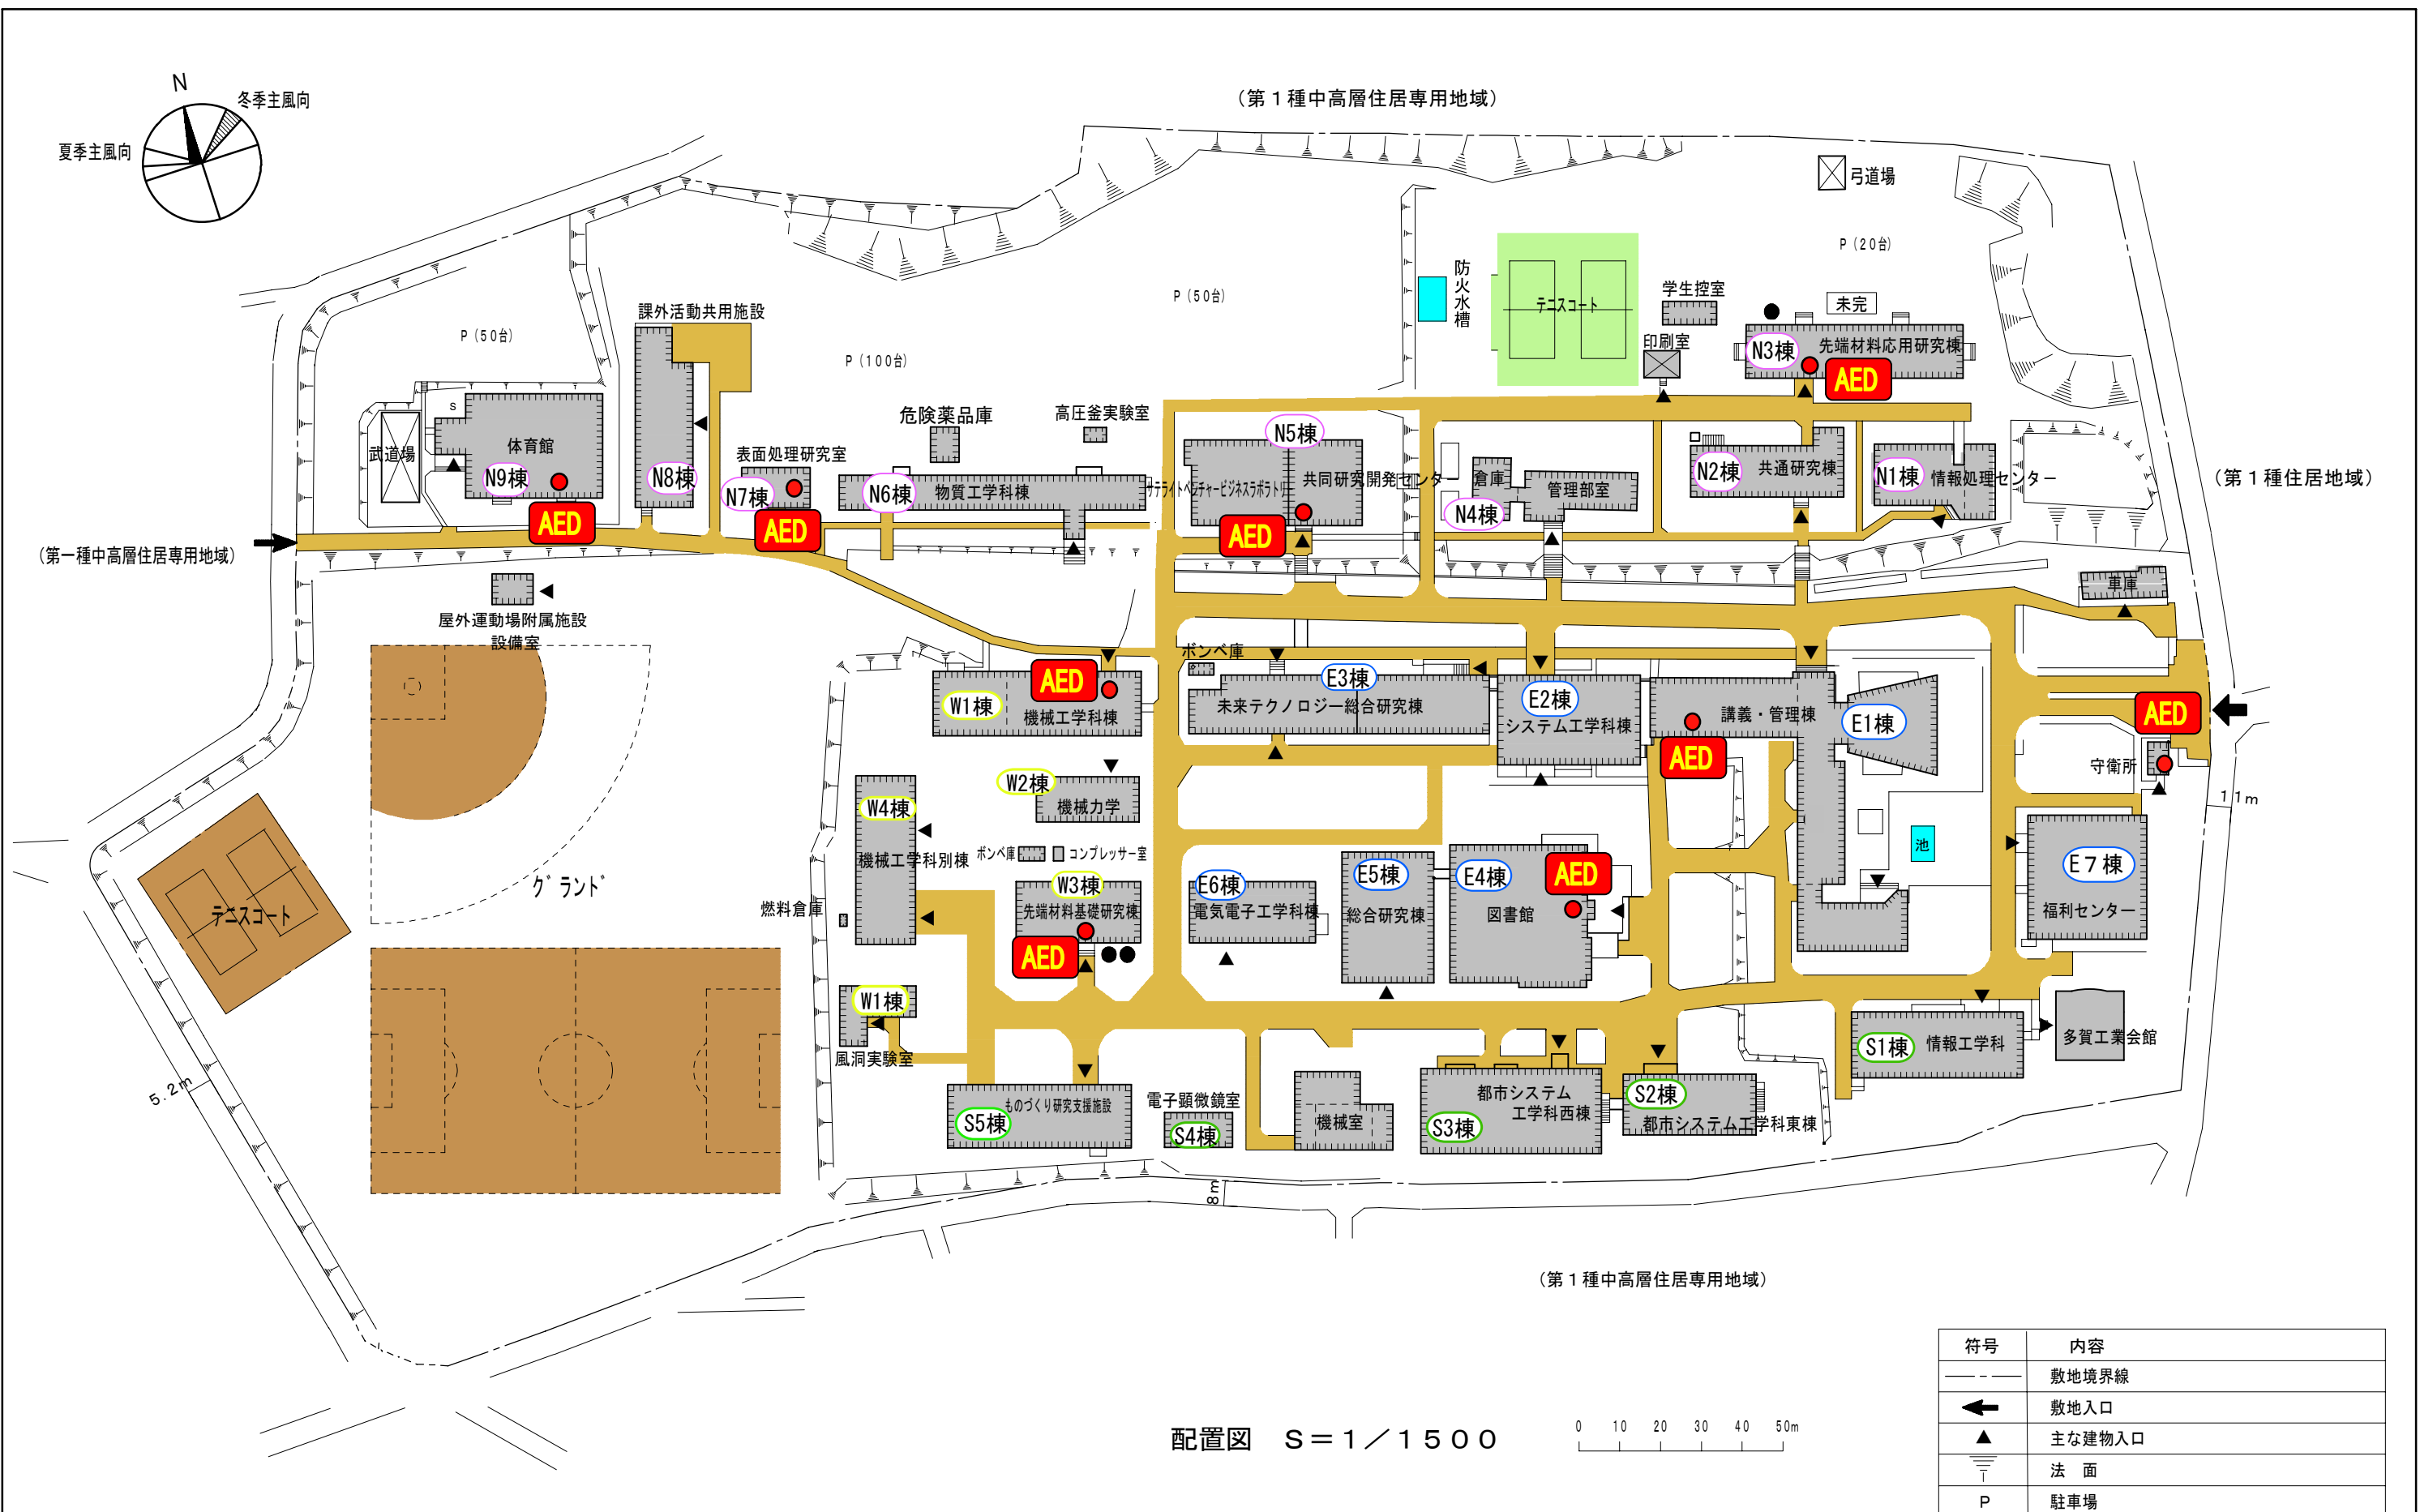 N
冬季主風向
夏季主風向
(第１種中高層住居専用地域)
弓道場
P (20台)
P (50台)
防火水槽
テニスコート
学生控室
未完
印刷室
N3棟
先端材料応用研究棟
AED
課外活動共用施設
P (50台)
P (100台)
危険薬品庫
高圧釜実験室
S
体育館
武道場
N9棟
AED
N8棟
表面処理研究室
N7棟
AED
N6棟
物質工学科棟
N5棟
サテライトベンチャービジネスラボラトリ
共同研究開発センター
AED
倉庫
N4棟
管理部室
N2棟
共通研究棟
N1棟
情報処理センター
(第１種住居地域)
(第一種中高層住居専用地域)
車庫
屋外運動場附属施設
設備室
ボンベ庫
AED
W1棟
機械工学科棟
E3棟
未来テクノロジー総合研究棟
E2棟
システム工学科棟
講義・管理棟
E1棟
AED
AED
守衛所
11m
W2棟
機械力学
W4棟
機械工学科別棟
ボンベ庫
コンプレッサー室
池
E７棟
福利センター
グランド
テニスコート
燃料倉庫
W3棟
先端材料基礎研究棟
AED
E6棟
電気電子工学科棟
E5棟
総合研究棟
E4棟
図書館
AED
W1棟
風洞実験室
S1棟
情報工学科
多賀工業会館
5.2m
S5棟
ものづくり研究支援施設
電子顕微鏡室
S4棟
機械室
都市システム
工学科西棟
S3棟
S2棟
都市システム工学科東棟
8m
(第１種中高層住居専用地域)
配置図　S＝１／１５００
0 10 20 30 40 50m
符号 内容
敷地境界線
敷地入口
主な建物入口
法　面
P 駐車場